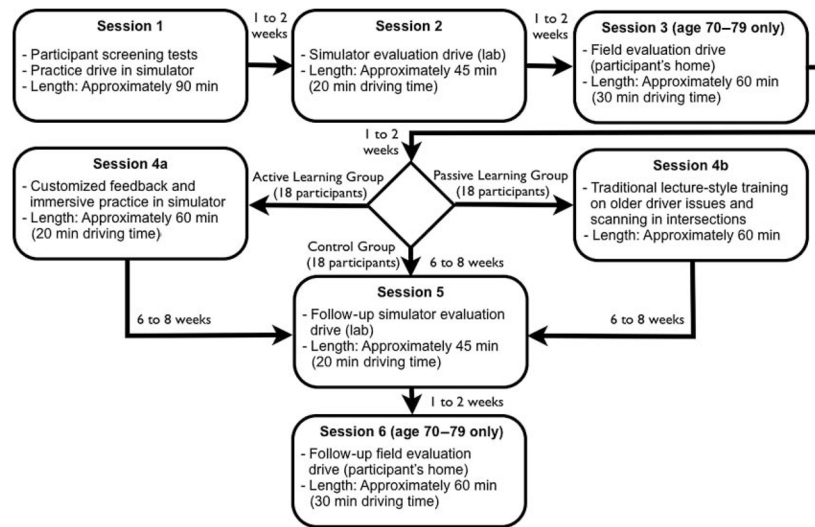 Session 1
- Participant screening tests
- Practice drive in simulator
- Length: Approximately 90 min
1 to 2
weeks
Session 2
- Simulator evaluation drive (lab)
- Length: Approximately 45 min
(20 min driving time)
1 to 2
weeks
Session 3 (age 70–79 only)
- Field evaluation drive
(participant's home)
- Length: Approximately 60 min
(30 min driving time)
1 to 2
weeks
Session 4a
- Customized feedback and
immersive practice in simulator
- Length: Approximately 60 min
(20 min driving time)
Active Learning Group
(18 participants)
Passive Learning Group
(18 participants)
Session 4b
- Traditional lecture-style training
on older driver issues and
scanning in intersections
- Length: Approximately 60 min
Control Group
(18 participants)
6 to 8 weeks
6 to 8 weeks
Session 5
- Follow-up simulator evaluation
drive (lab)
- Length: Approximately 45 min
(20 min driving time)
6 to 8 weeks
1 to 2 weeks
Session 6 (age 70–79 only)
- Follow-up field evaluation
drive (participant's home)
- Length: Approximately 60 min
(30 min driving time)